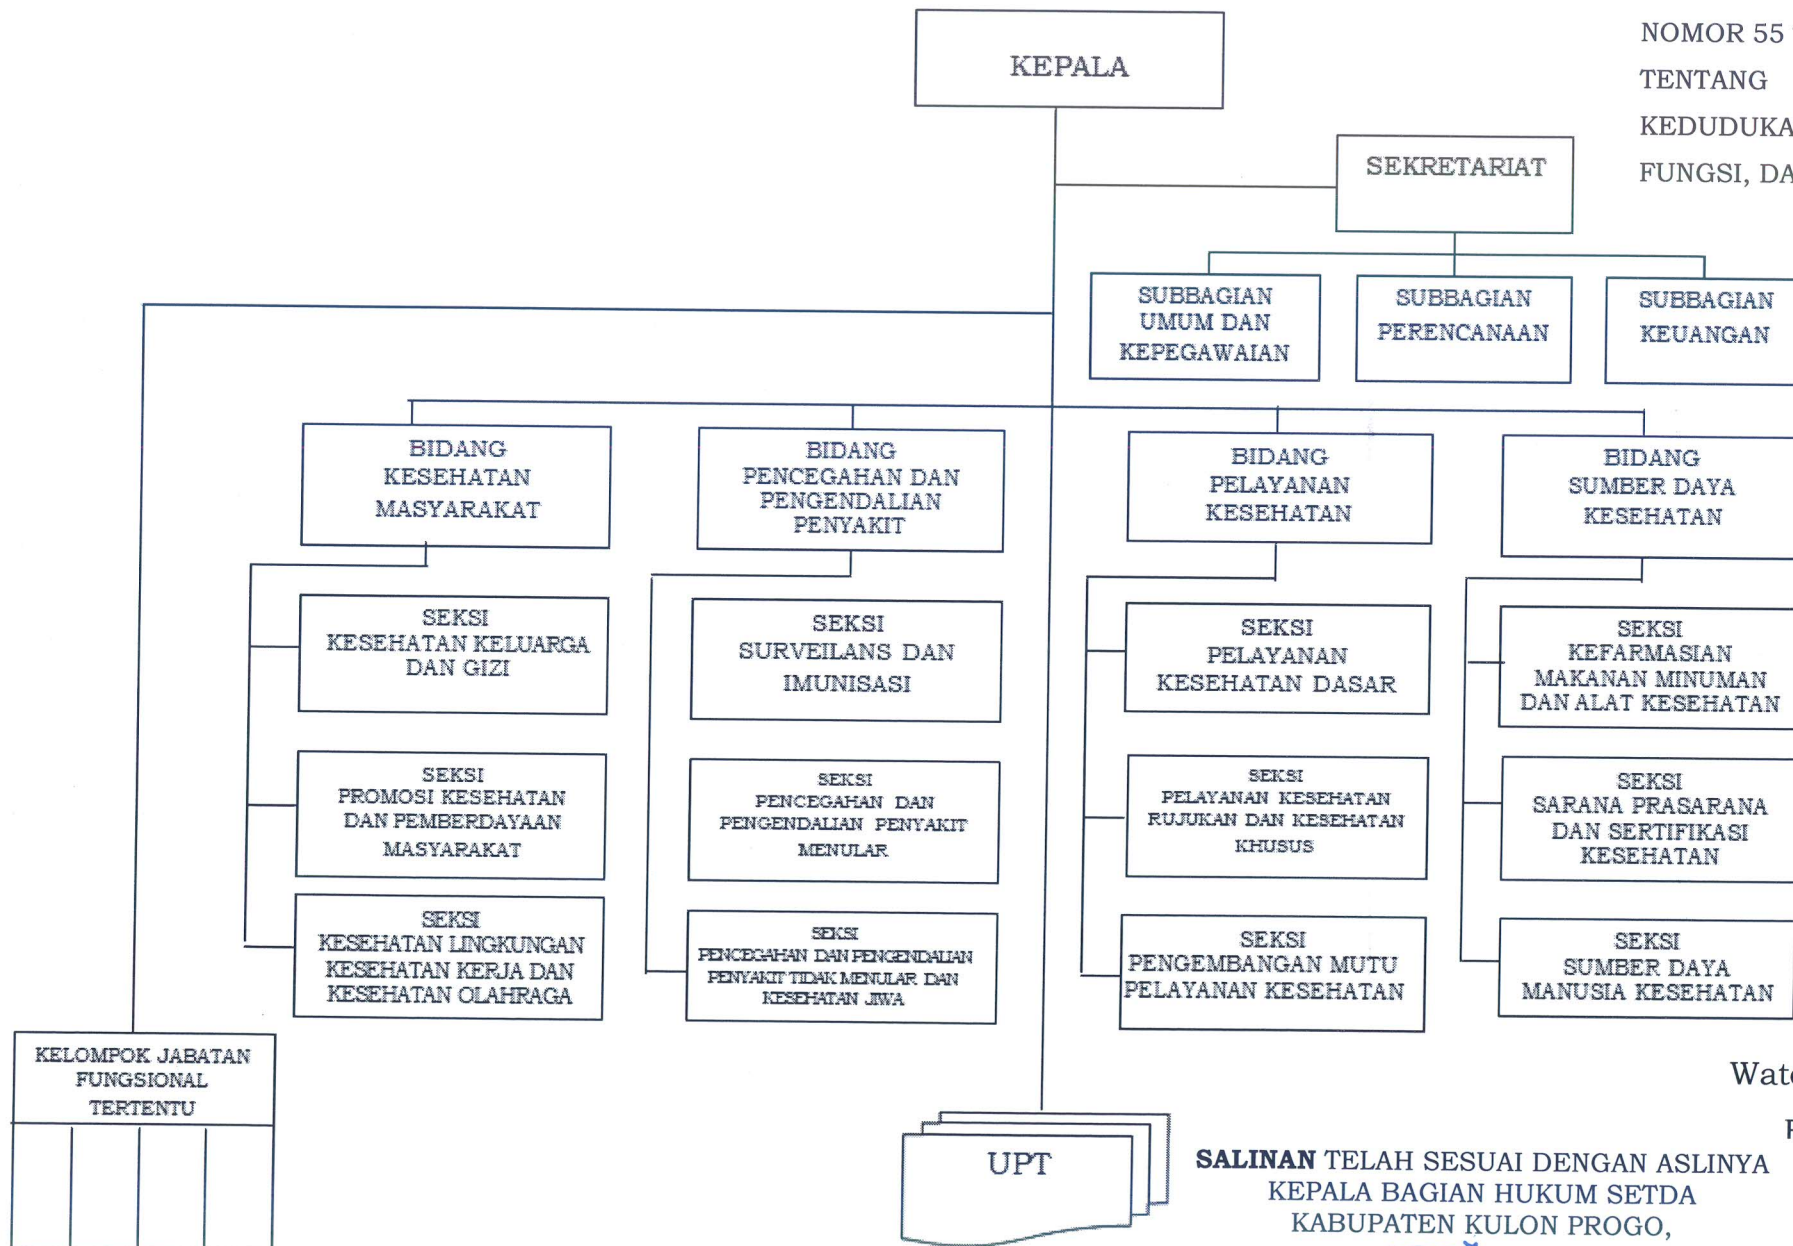 KEPALA
NOMOR 55
TENTANG
KEDUDUKA
FUNGSI, DA
SEKRETARIAT
SUBBAGIAN
UMUM DAN
KEPEGAWAIAN
SUBBAGIAN
PERENCANAAN
SUBBAGIAN
KEUANGAN
BIDANG
KESEHATAN
MASYARAKAT
BIDANG
PENCEGAHAN DAN
PENGENDALIAN
PENYAKIT
BIDANG
PELAYANAN
KESEHATAN
BIDANG
SUMBER DAYA
KESEHATAN
SEKSI
KESEHATAN KELUARGA
DAN GIZI
SEKSI
SURVEILANS DAN
IMUNISASI
SEKSI
PELAYANAN
KESEHATAN DASAR
SEKSI
KEFARMASIAN
MAKANAN MINUMAN
DAN ALAT KESEHATAN
SEKSI
PROMOSI KESEHATAN
DAN PEMBERDAYAAN
MASYARAKAT
SEKSI
PENCEGAHAN DAN
PENGENDALIAN PENYAKIT
MENULAR
SEKSI
PELAYANAN KESEHATAN
RUJUKAN DAN KESEHATAN
KHUSUS
SEKSI
SARANA PRASARANA
DAN SERTIFIKASI
KESEHATAN
SEKSI
KESEHATAN LINGKUNGAN
KESEHATAN KERJA DAN
KESEHATAN OLAHRAGA
SEKSI
PENCEGAHAN DAN PENGENDALIAN
PENYAKIT TIDAK MENULAR DAN
KESEHATAN JIWA
SEKSI
PENGEMBANGAN MUTU
PELAYANAN KESEHATAN
SEKSI
SUMBER DAYA
MANUSIA KESEHATAN
KELOMPOK JABATAN
FUNGSIONAL
TERTENTU
UPT
Wate
SALINAN TELAH SESUAI DENGAN ASLINYA
KEPALA BAGIAN HUKUM SETDA
KABUPATEN KULON PROGO,